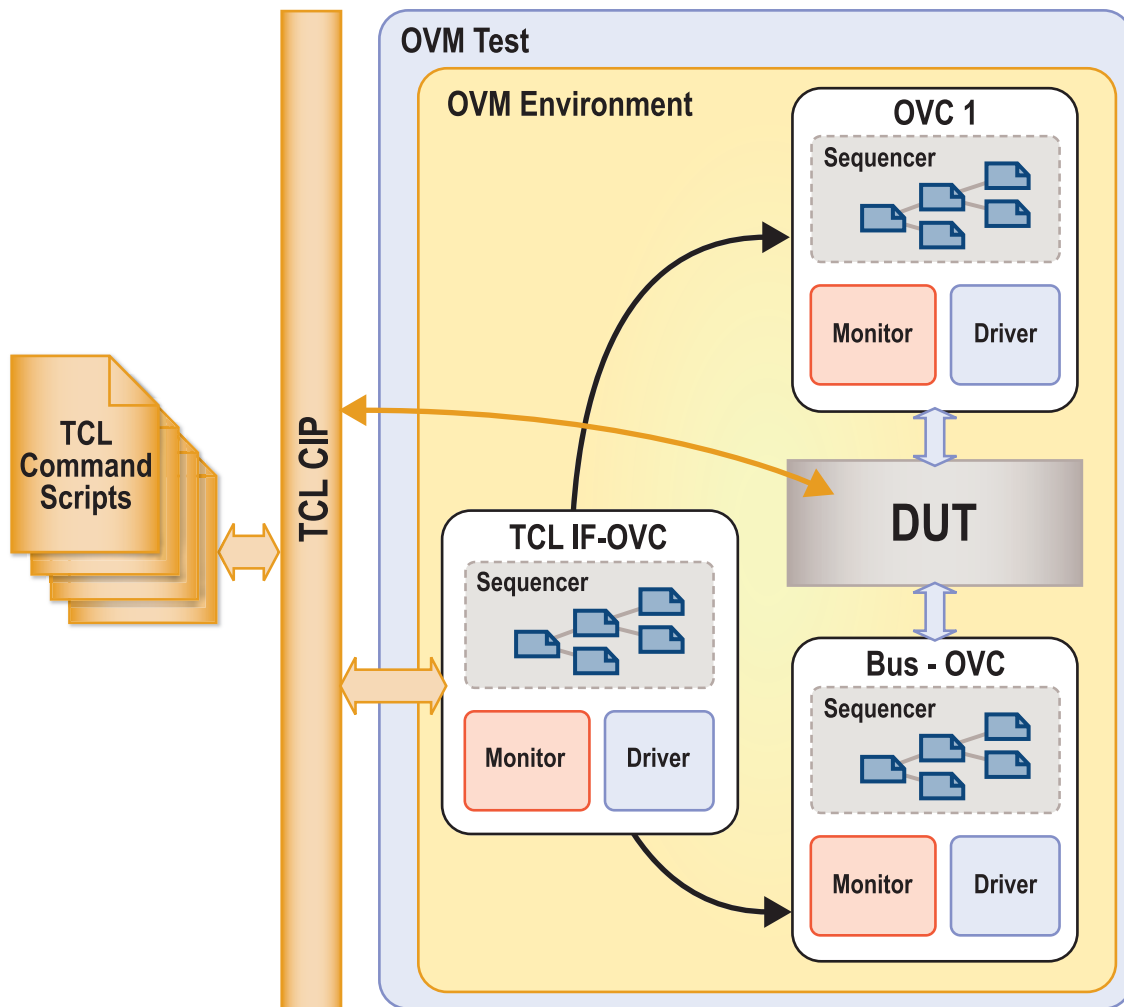 OVM Test
OVM Environment
OVC 1
Sequencer
Monitor
Driver
TCL
Command
Scripts
TCL CIP
DUT
TCL IF-OVC
Sequencer
Monitor
Driver
Bus - OVC
Sequencer
Monitor
Driver